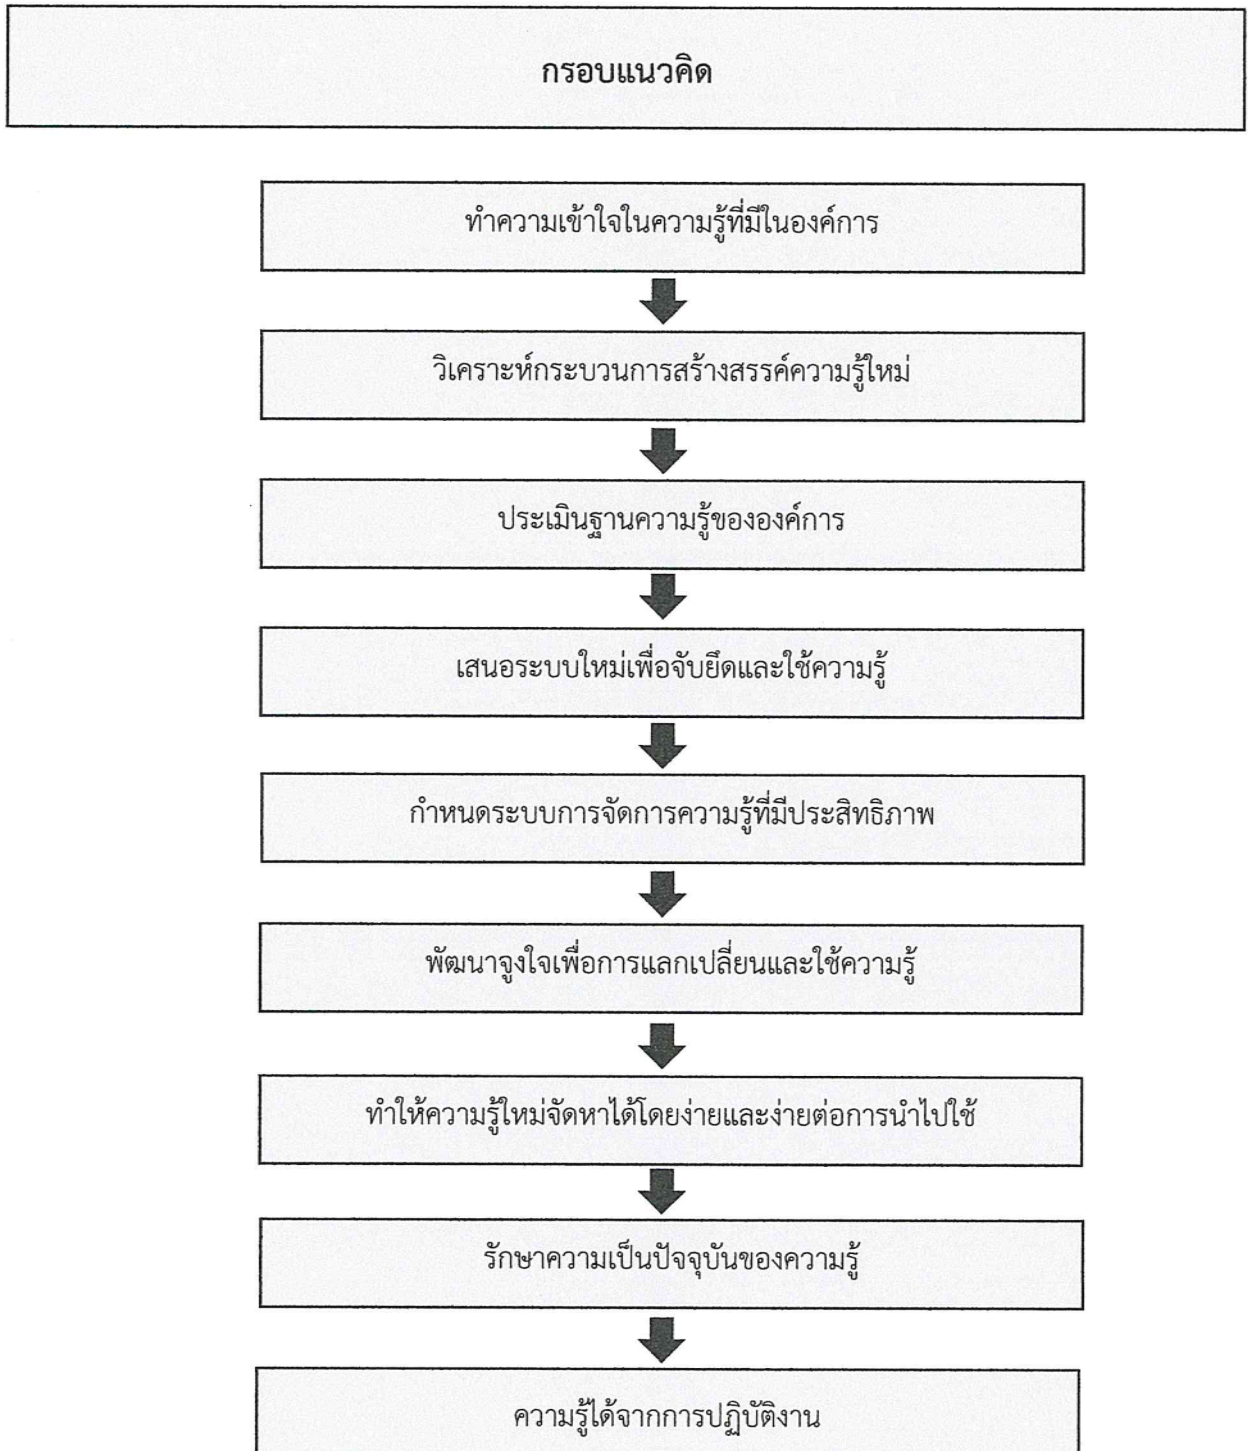 กรอบแนวคิด
ทำความเข้าใจในความรู้ที่มีในองค์การ
วิเคราะห์กระบวนการสร้างสรรค์ความรู้ใหม่
ประเมินฐานความรู้ขององค์การ
เสนอระบบใหม่เพื่อจับยึดและใช้ความรู้
กำหนดระบบการจัดการความรู้ที่มีประสิทธิภาพ
พัฒนาจูงใจเพื่อการแลกเปลี่ยนและใช้ความรู้
ทำให้ความรู้ใหม่จัดหาได้โดยง่ายและง่ายต่อการนำไปใช้
รักษาความเป็นปัจจุบันของความรู้
ความรู้ได้จากการปฏิบัติงาน